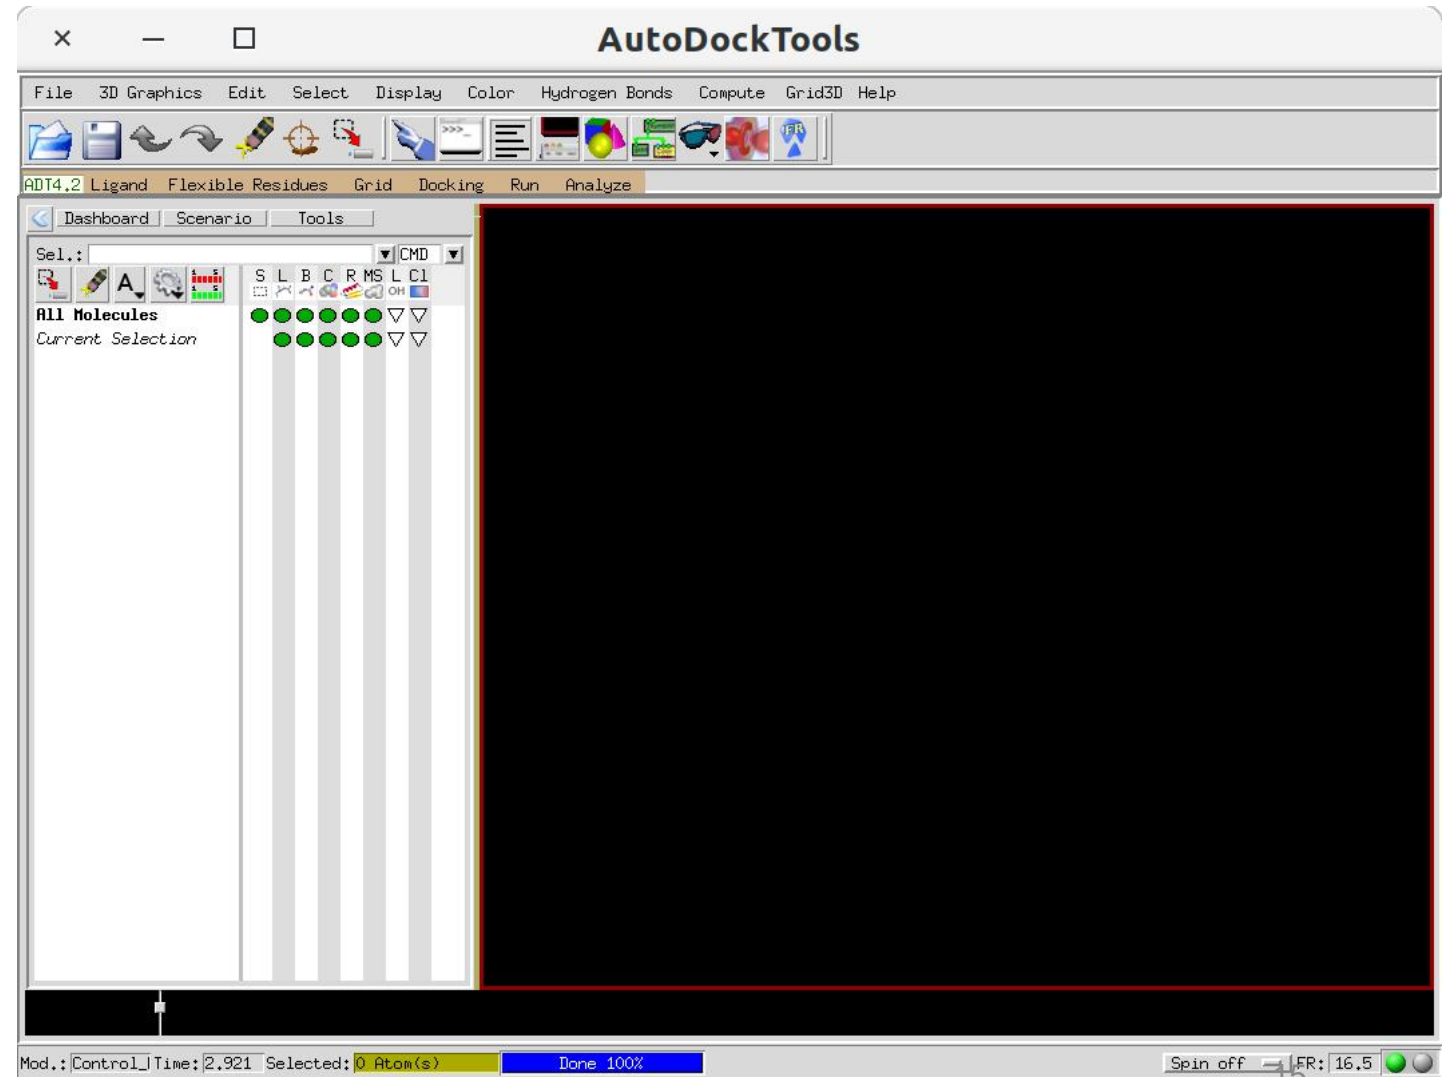 AutoDockTools
File 3D Graphics Edit Select Display Color Hydrogen Bonds Compute Grid3D Help
ADT4.2 Ligand Flexible Residues Grid Docking Run Analyze
Dashboard Scenario Tools
Sel.: CMD
S L B C R MS L Cl
All Molecules
Current Selection
Mod.: Control_ Time: 2.921 Selected: 0 Atom(s) Done 100% Spin off FR: 16.5